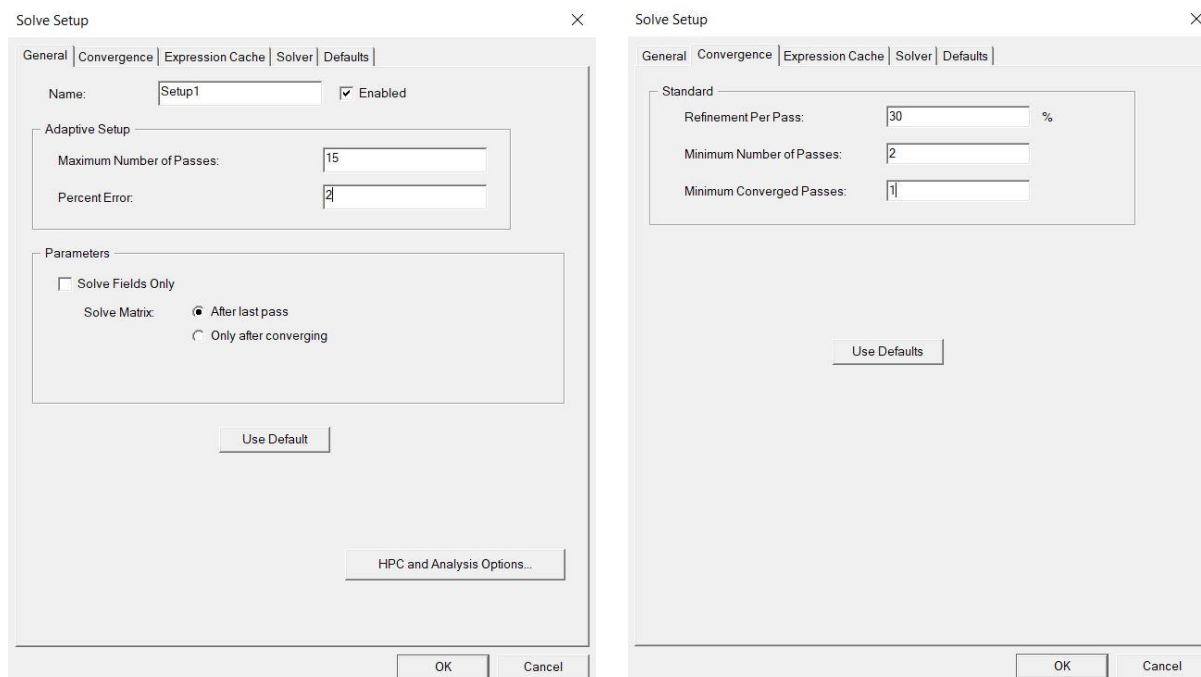 Solve Setup
General Convergence Expression Cache Solver Defaults
Name: Setup1 Enabled
Adaptive Setup
Maximum Number of Passes: 15
Percent Error: 2
Parameters
Solve Fields Only
Solve Matrix: After last pass
Only after converging
Use Default
HPC and Analysis Options...
OK Cancel
Solve Setup
General Convergence Expression Cache Solver Defaults
Standard
Refinement Per Pass: 30 %
Minimum Number of Passes: 2
Minimum Converged Passes: 1
Use Defaults
OK Cancel